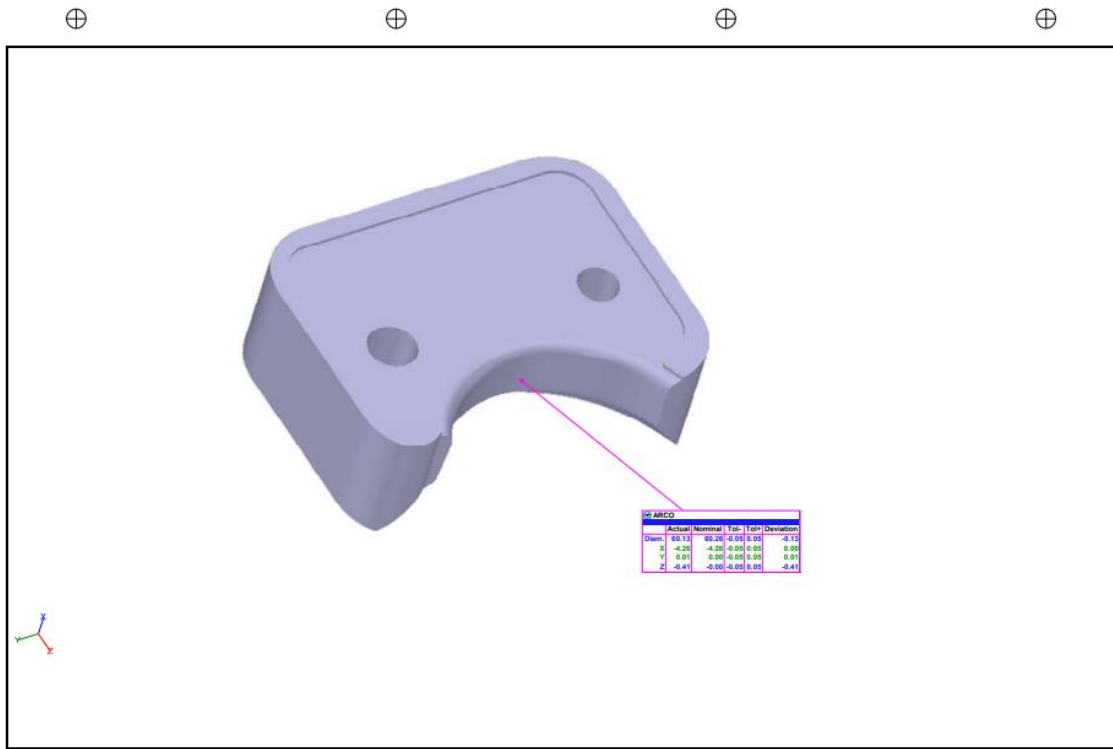 ARCO
Actual Nominal Tol- Tol+ Deviation
Diam. 60.13 60.26 -0.05 0.05 -0.13
X -4.26 -4.26 -0.05 0.05 0.00
Y 0.01 0.00 -0.05 0.05 0.01
Z -0.41 -0.00 -0.05 0.05 -0.41
X
Y
Z